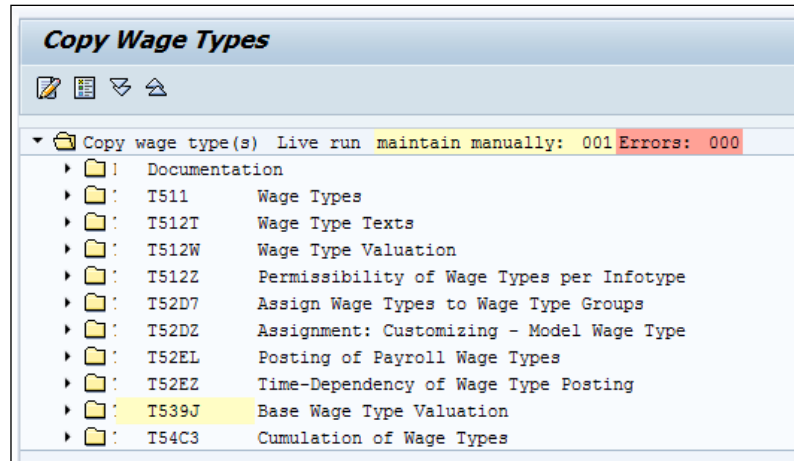 Copy Wage Types
Copy wage type(s) Live run maintain manually: 001 Errors: 000
Documentation
T511 Wage Types
T512T Wage Type Texts
T512W Wage Type Valuation
T512Z Permissibility of Wage Types per Infotype
T52D7 Assign Wage Types to Wage Type Groups
T52DZ Assignment: Customizing - Model Wage Type
T52EL Posting of Payroll Wage Types
T52EZ Time-Dependency of Wage Type Posting
T539J Base Wage Type Valuation
T54C3 Cumulation of Wage Types